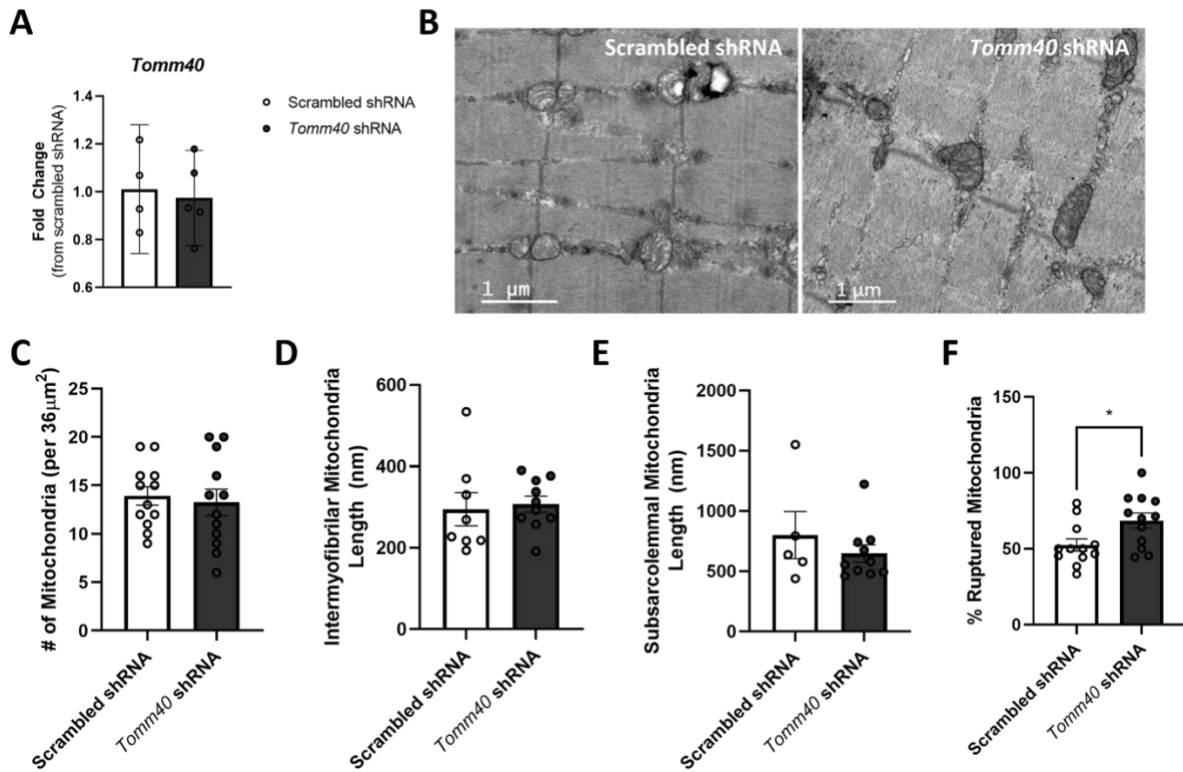 A
Tomm40
1.4
1.2
1.0
0.8
0.6
Fold Change
(from scrambled shRNA)
Scrambled shRNA
Tomm40 shRNA
B
Scrambled shRNA
1 µm
Tomm40 shRNA
1 µm
C
# of Mitochondria (per 36µm²)
25
20
15
10
5
0
Scrambled shRNA
Tomm40 shRNA
D
Intermyofibrilar Mitochondria
Length (nm)
600
400
200
0
Scrambled shRNA
Tomm40 shRNA
E
Subsarcolemmal Mitochondria
Length (nm)
2000
1500
1000
500
0
Scrambled shRNA
Tomm40 shRNA
F
% Ruptured Mitochondria
150
100
50
0
*
Scrambled shRNA
Tomm40 shRNA